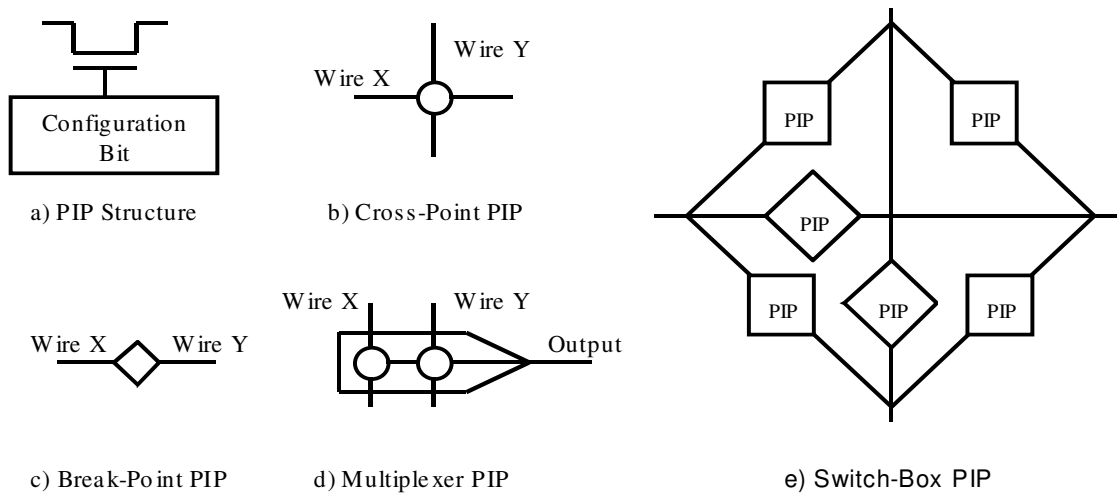 Configuration
Bit
a) PIP Structure
Wire Y
Wire X
b) Cross-Point PIP
Wire X Wire Y
c) Break-Point PIP
Wire X Wire Y
Output
d) Multiplexer PIP
PIP PIP
PIP
PIP PIP PIP
e) Switch-Box PIP